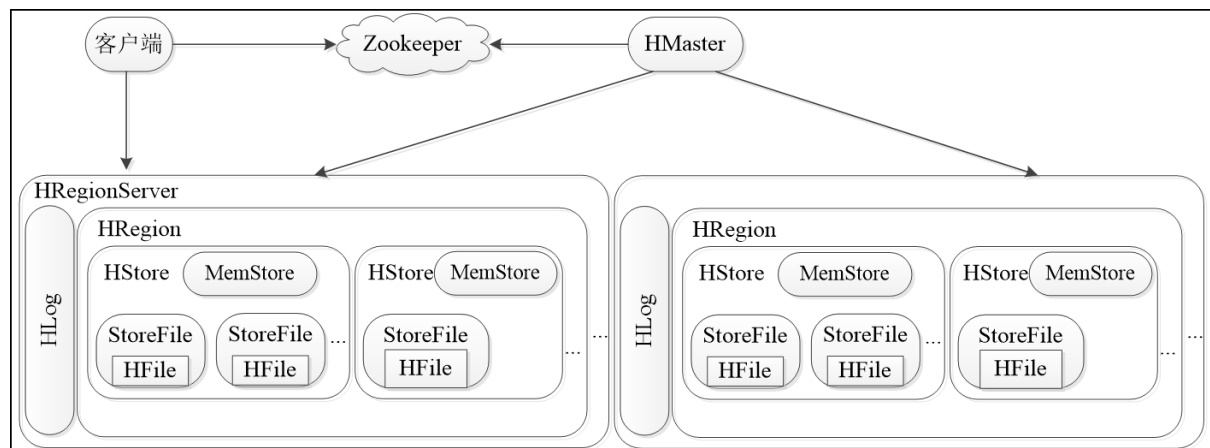 客户端
Zookeeper
HMaster
HRegionServer
HLog
HRegion
HStore
MemStore
StoreFile
HFile
StoreFile
HFile
...
HStore
MemStore
StoreFile
HFile
...
...
HLog
HRegion
HStore
MemStore
StoreFile
HFile
StoreFile
HFile
...
HStore
MemStore
StoreFile
HFile
...
...